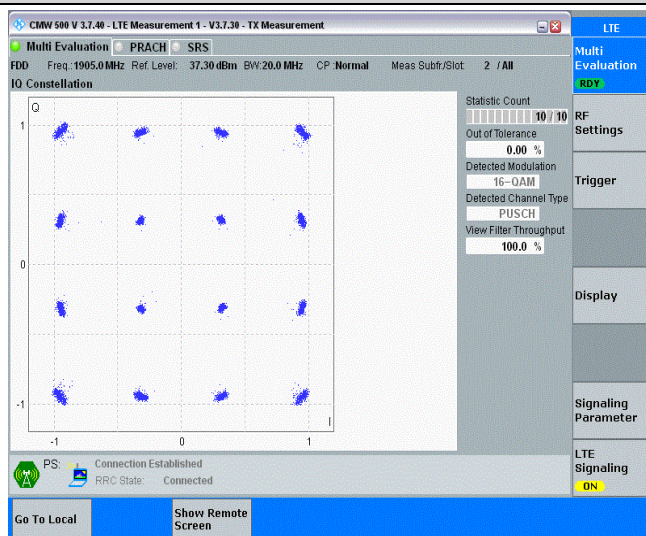 CMW 500 V 3.7.40 - LTE Measurement 1 - V3.7.30 - TX Measurement
LTE
Multi Evaluation PRACH SRS
FDD Freq.:1905.0 MHz Ref. Level: 37.30 dBm BW:20.0 MHz CP :Normal Meas Subfr./Slot: 2 / All
IQ Constellation
Q
1
0
-1
-1 0 1
I
Statistic Count
10 / 10
Out of Tolerance
0.00 %
Detected Modulation
16-QAM
Detected Channel Type
PUSCH
View Filter Throughput
100.0 %
Multi
Evaluation
RDY
RF
Settings
Trigger
Display
Signaling
Parameter
LTE
Signaling
ON
PS: Connection Established
RRC State: Connected
Go To Local
Show Remote
Screen